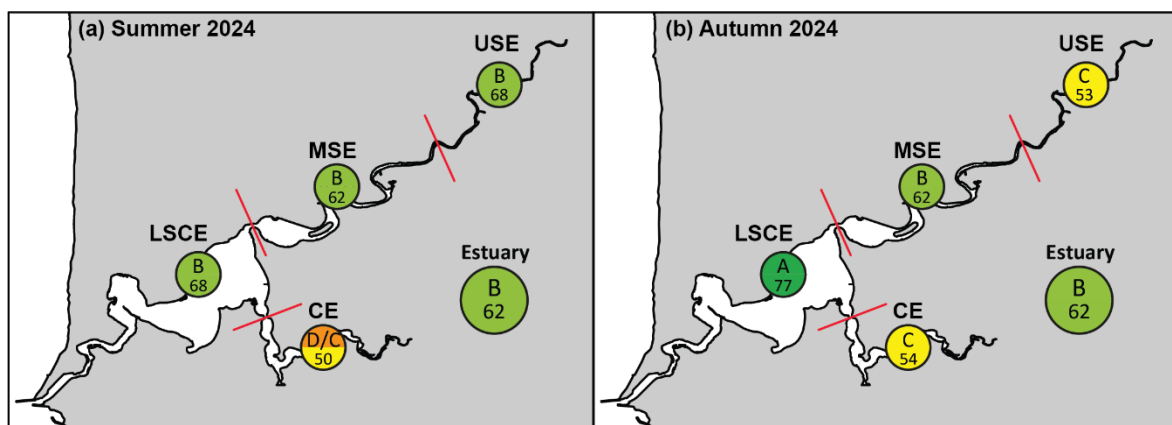 (a) Summer 2024
USE
B
68
MSE
B
62
LSCE
B
68
Estuary
B
62
CE
D/C
50
(b) Autumn 2024
USE
C
53
MSE
B
62
LSCE
A
77
Estuary
B
62
CE
C
54